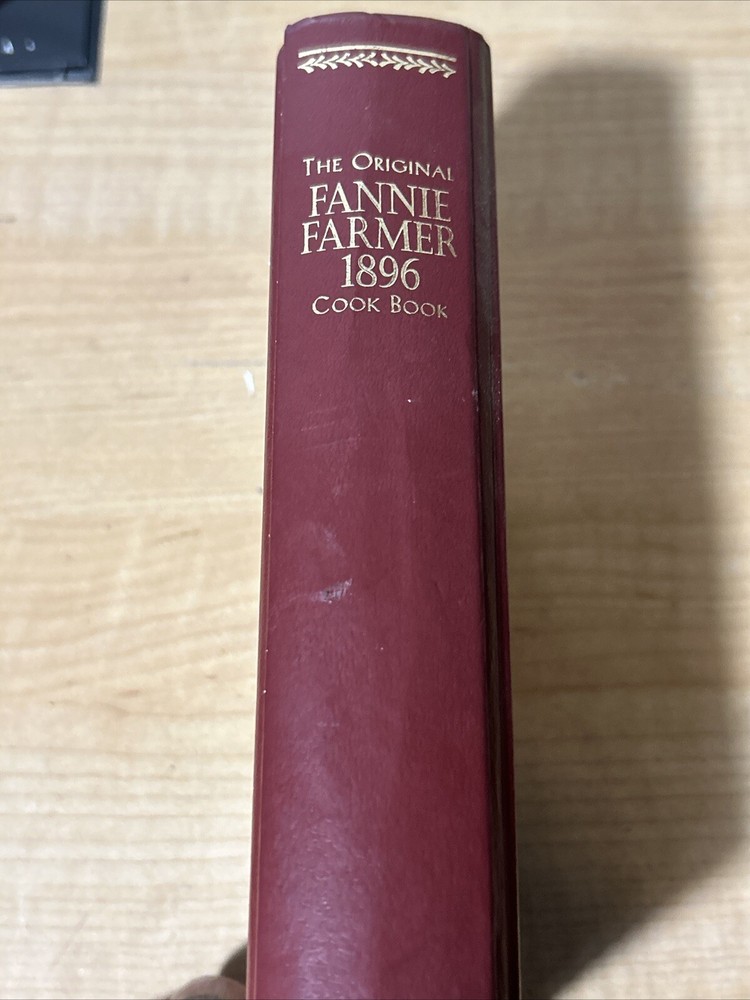 The Original
FANNIE
FARMER
1896
Cook Book